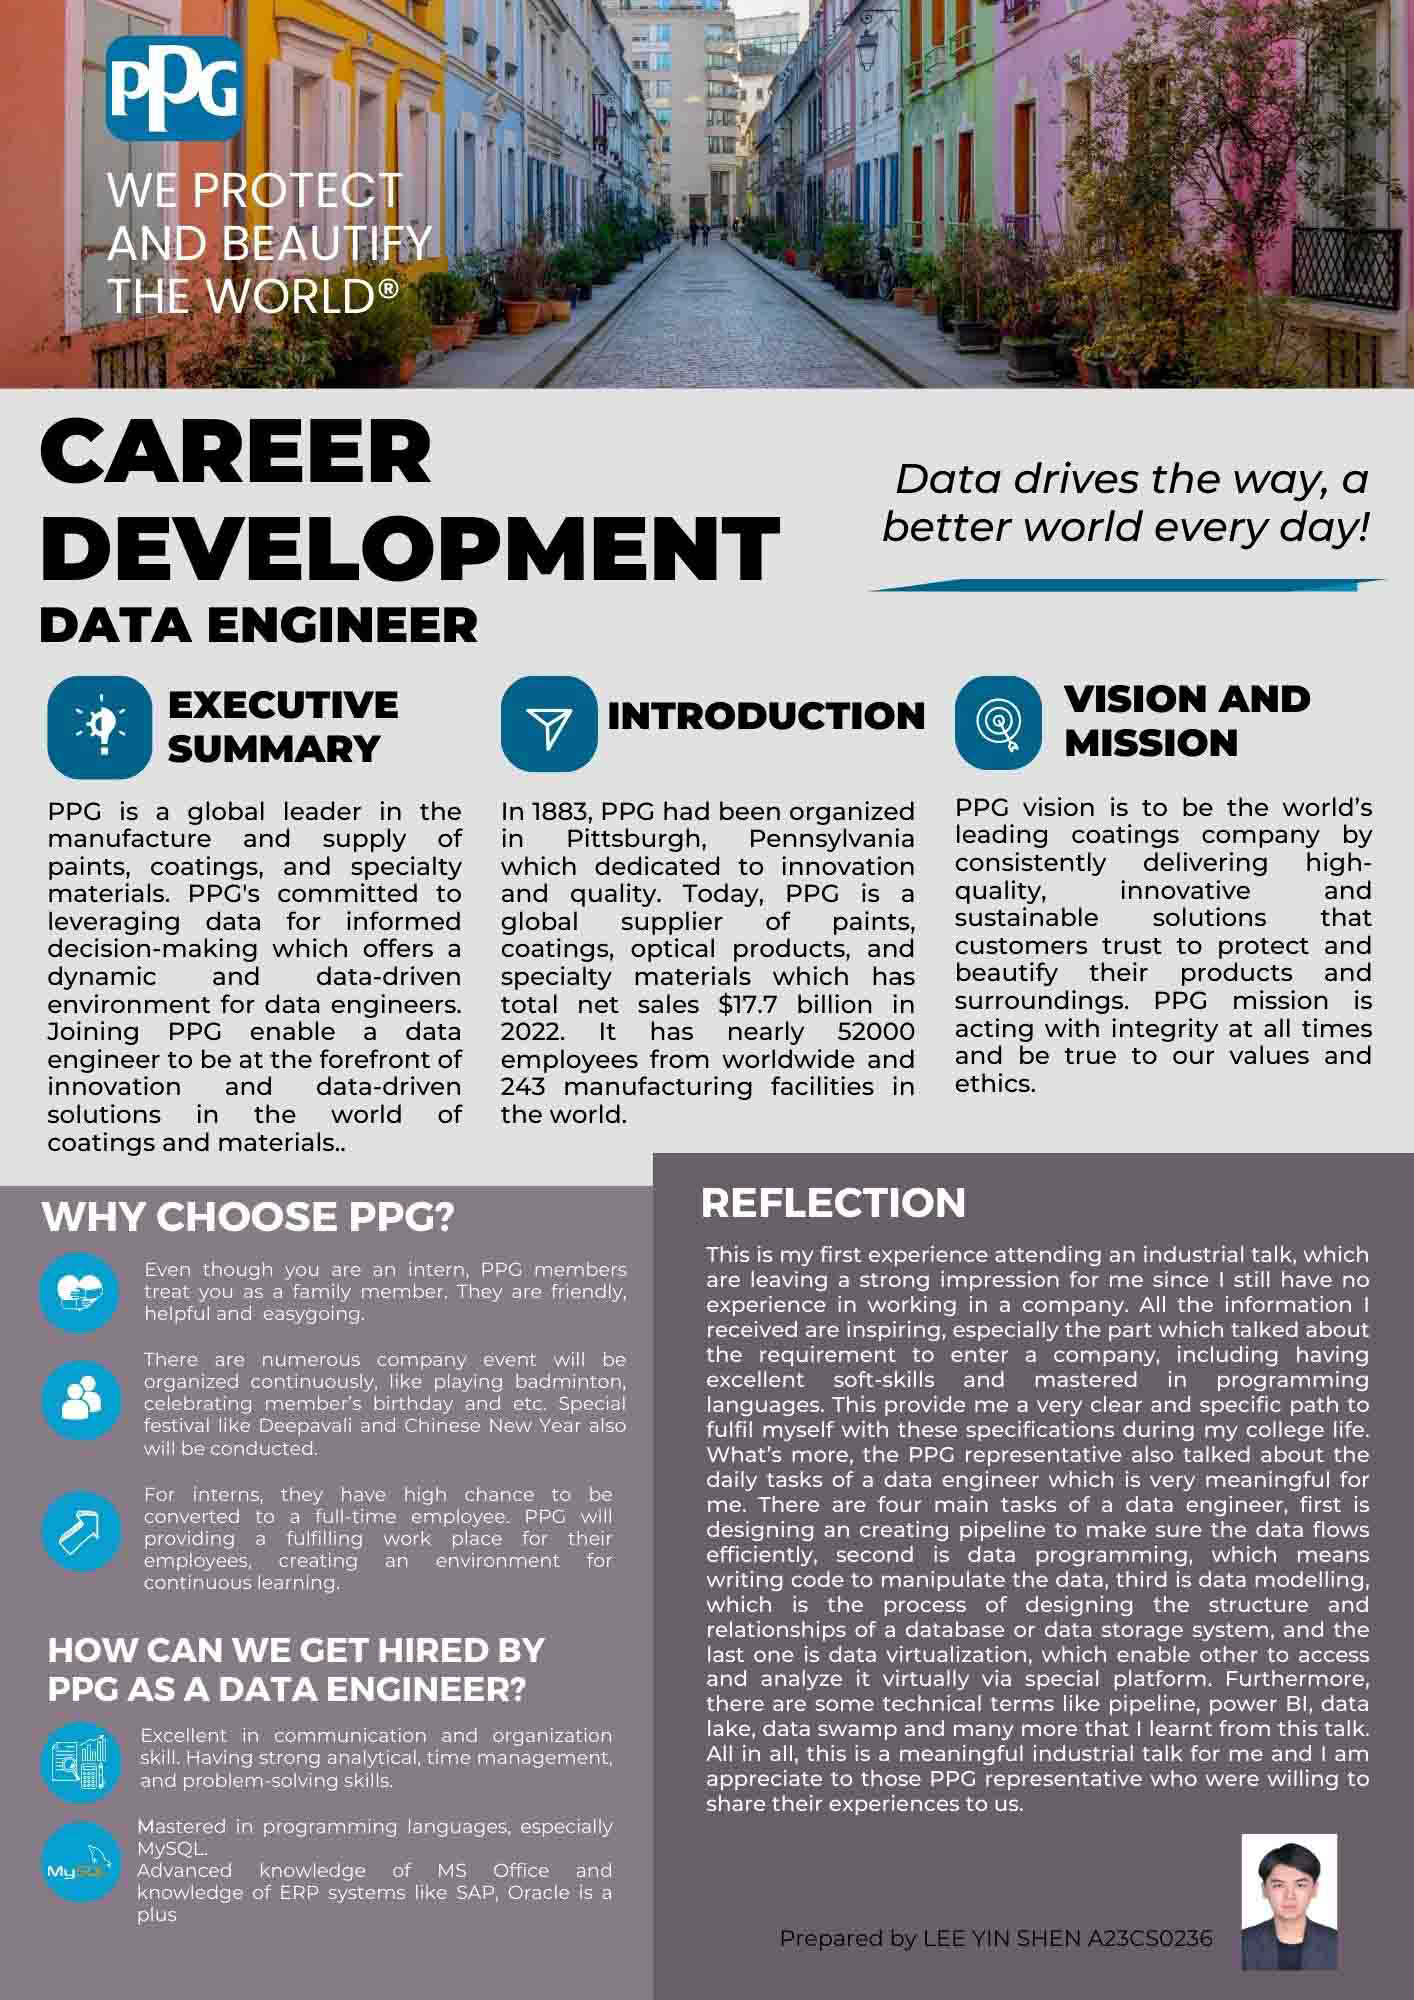 PPG
WE PROTECT
AND BEAUTIFY
THE WORLD®
CAREER
DEVELOPMENT
DATA ENGINEER
Data drives the way, a
better world every day!
EXECUTIVE
SUMMARY
PPG is a global leader in the
manufacture and supply of
paints, coatings, and specialty
materials. PPG's committed to
leveraging data for informed
decision-making which offers a
dynamic and data-driven
environment for data engineers.
Joining PPG enable a data
engineer to be at the forefront of
innovation and data-driven
solutions in the world of
coatings and materials..
INTRODUCTION
In 1883, PPG had been organized
in Pittsburgh, Pennsylvania
which dedicated to innovation
and quality. Today, PPG is a
global supplier of paints,
coatings, optical products, and
specialty materials which has
total net sales $17.7 billion in
2022. It has nearly 52000
employees from worldwide and
243 manufacturing facilities in
the world.
VISION AND
MISSION
PPG vision is to be the world's
leading coatings company by
consistently delivering high-
quality, innovative and
sustainable solutions that
customers trust to protect and
beautify their products and
surroundings. PPG mission is
acting with integrity at all times
and be true to our values and
ethics.
WHY CHOOSE PPG?
Even though you are an intern, PPG members
treat you as a family member. They are friendly,
helpful and easygoing.
There are numerous company event will be
organized continuously, like playing badminton,
celebrating member's birthday and etc. Special
festival like Deepavali and Chinese New Year also
will be conducted.
For interns, they have high chance to be
converted to a full-time employee. PPG will
providing a fulfilling work place for their
employees, creating an environment for
continuous learning.
HOW CAN WE GET HIRED BY
PPG AS A DATA ENGINEER?
Excellent in communication and organization
skill. Having strong analytical, time management,
and problem-solving skills.
MySQL
Mastered in programming languages, especially
MySQL.
Advanced knowledge of MS Office and
knowledge of ERP systems like SAP, Oracle is a
plus
REFLECTION
This is my first experience attending an industrial talk, which
are leaving a strong impression for me since I still have no
experience in working in a company. All the information I
received are inspiring, especially the part which talked about
the requirement to enter a company, including having
excellent soft-skills and mastered in programming
languages. This provide me a very clear and specific path to
fulfil myself with these specifications during my college life.
What's more, the PPG representative also talked about the
daily tasks of a data engineer which is very meaningful for
me. There are four main tasks of a data engineer, first is
designing an creating pipeline to make sure the data flows
efficiently, second is data programming, which means
writing code to manipulate the data, third is data modelling,
which is the process of designing the structure and
relationships of a database or data storage system, and the
last one is data virtualization, which enable other to access
and analyze it virtually via special platform. Furthermore,
there are some technical terms like pipeline, power BI, data
lake, data swamp and many more that I learnt from this talk.
All in all, this is a meaningful industrial talk for me and I am
appreciate to those PPG representative who were willing to
share their experiences to us.
Prepared by LEE YIN SHEN A23CS0236